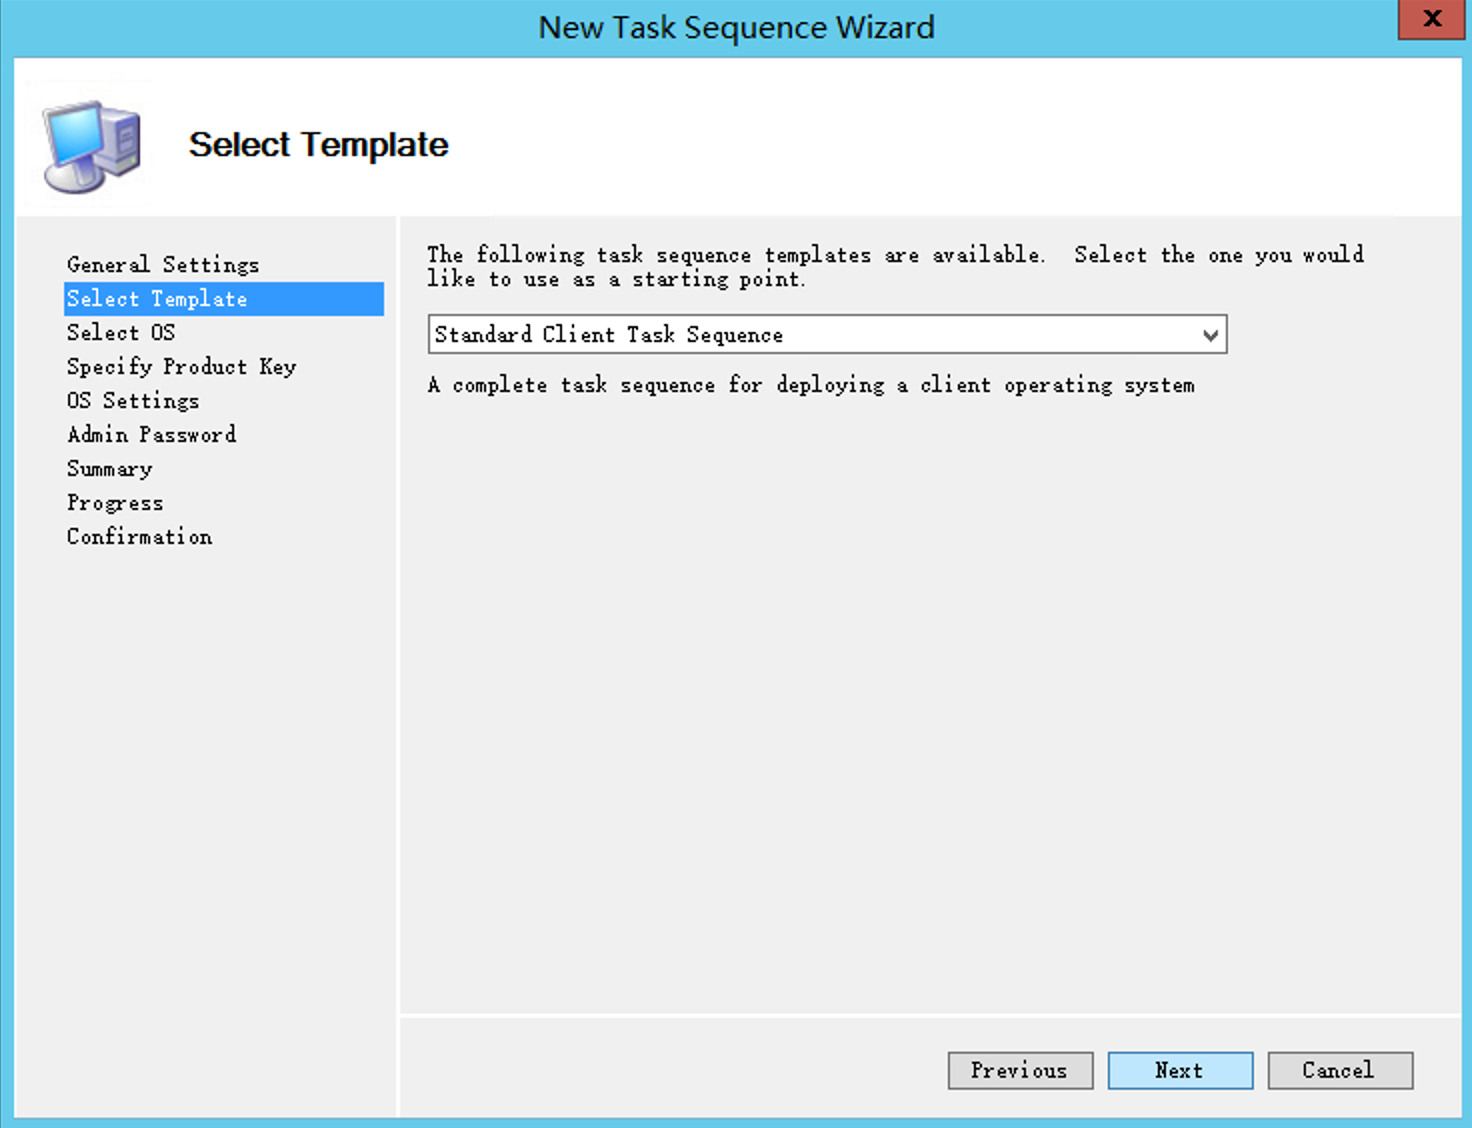 New Task Sequence Wizard
x
Select Template
General Settings
Select Template
Select OS
Specify Product Key
OS Settings
Admin Password
Summary
Progress
Confirmation
The following task sequence templates are available.  Select the one you would
like to use as a starting point.
Standard Client Task Sequence
A complete task sequence for deploying a client operating system
Previous
Next
Cancel